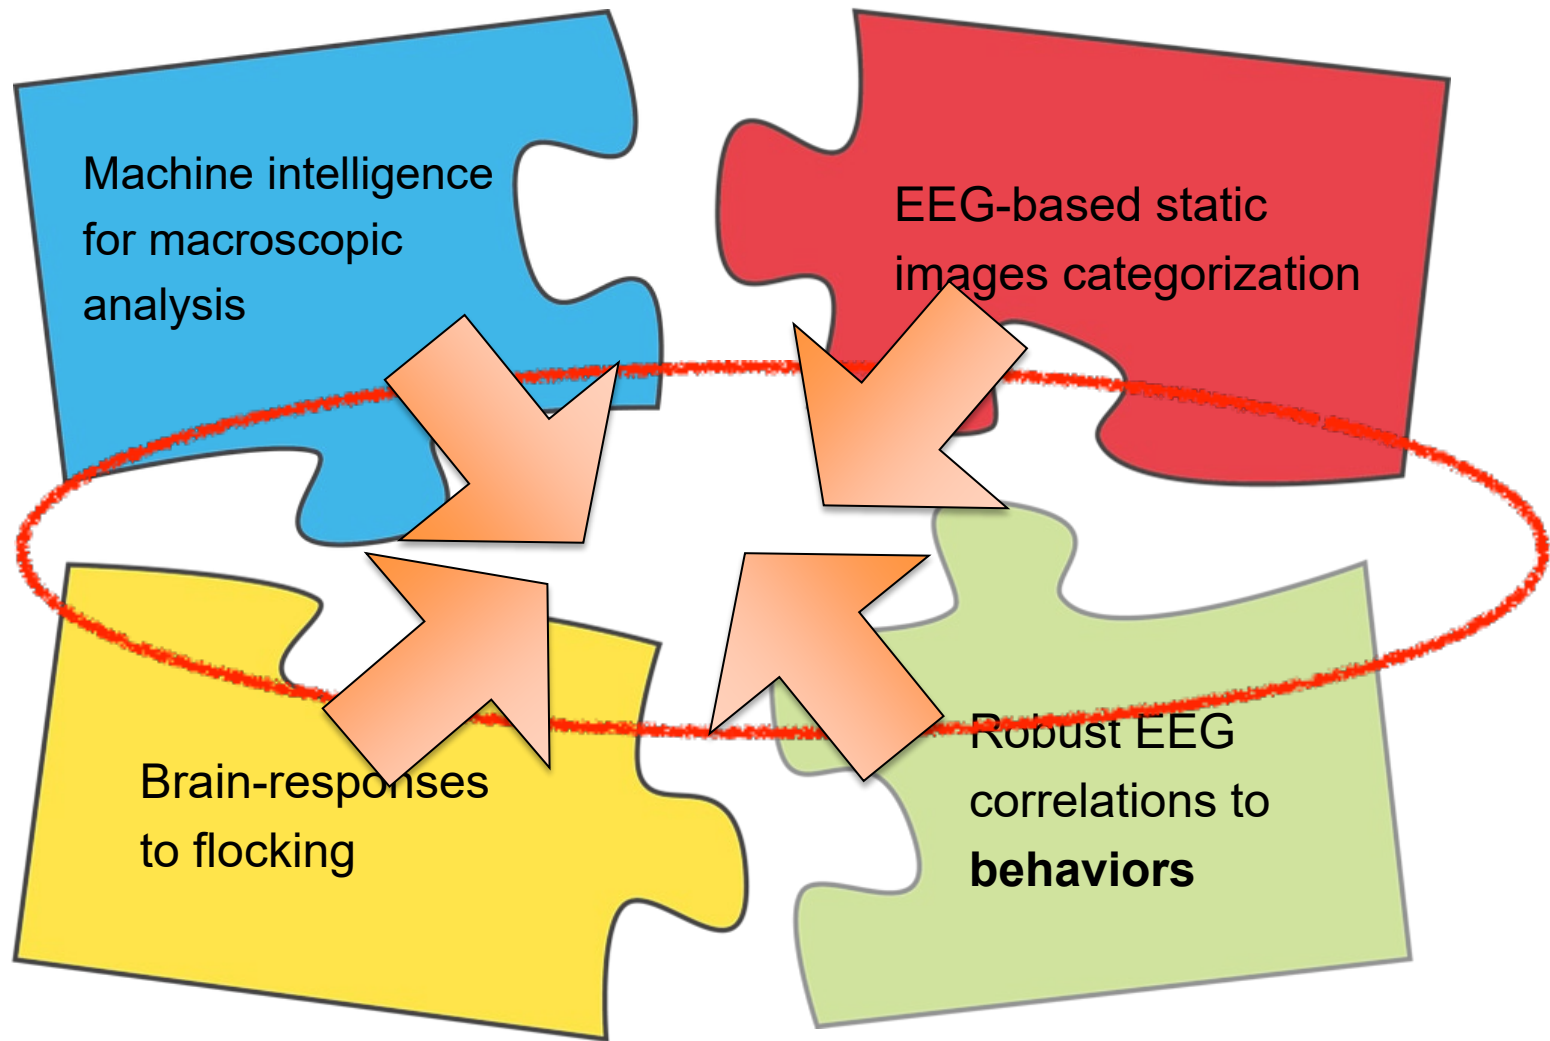 Machine intelligence
for macroscopic
analysis
EEG-based static
images categorization
Brain-responses
to flocking
Robust EEG
correlations to
behaviors